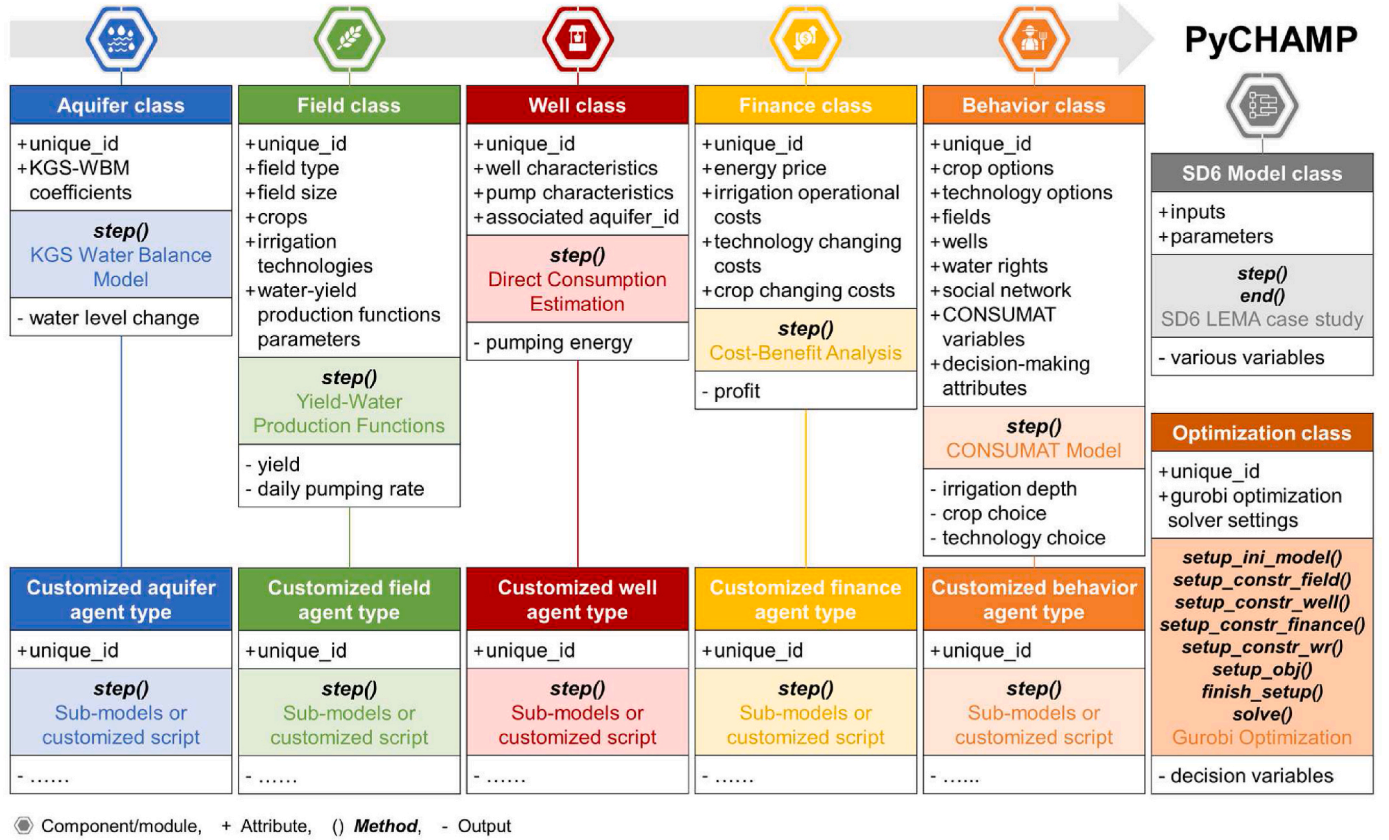 PyCHAMP
Aquifer class
+unique_id
+KGS-WBM
coefficients
step()
KGS Water Balance
Model
- water level change
Field class
+unique_id
+field type
+field size
+crops
+irrigation
technologies
+water-yield
production functions
parameters
step()
Yield-Water
Production Functions
- yield
- daily pumping rate
Well class
+unique_id
+well characteristics
+pump characteristics
+associated aquifer_id
step()
Direct Consumption
Estimation
- pumping energy
Finance class
+unique_id
+energy price
+irrigation operational
costs
+technology changing
costs
+crop changing costs
step()
Cost-Benefit Analysis
- profit
Behavior class
+unique_id
+crop options
+technology options
+fields
+wells
+water rights
+social network
+CONSUMAT
variables
+decision-making
attributes
step()
CONSUMAT Model
- irrigation depth
- crop choice
- technology choice
SD6 Model class
+inputs
+parameters
step()
end()
SD6 LEMA case study
- various variables
Optimization class
+unique_id
+gurobi optimization
solver settings
setup_ini_model()
setup_constr_field()
setup_constr_well()
setup_constr_finance()
setup_constr_wr()
setup_obj()
finish_setup()
solve()
Gurobi Optimization
- decision variables
Customized aquifer
agent type
+unique_id
step()
Sub-models or
customized script
- ......
Customized field
agent type
+unique_id
step()
Sub-models or
customized script
- ......
Customized well
agent type
+unique_id
step()
Sub-models or
customized script
- ......
Customized finance
agent type
+unique_id
step()
Sub-models or
customized script
- ......
Customized behavior
agent type
+unique_id
step()
Sub-models or
customized script
- ......
Component/module, + Attribute, () Method, - Output